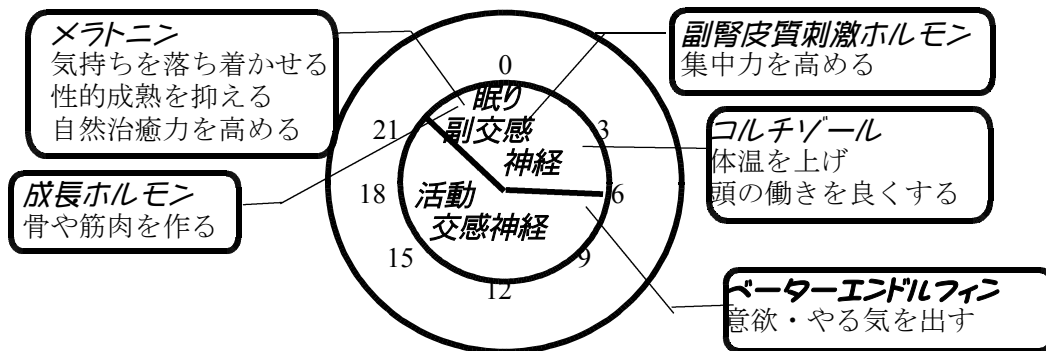 メラトニン
気持ちを落ち着かせる
性的成熟を抑える
自然治癒力を高める
成長ホルモン
骨や筋肉を作る
0
3
6
9
12
15
18
21
眠り
副交感
神経
活動
交感神経
副腎皮質刺激ホルモン
集中力を高める
コルチゾール
体温を上げ
頭の働きを良くする
ベーターエンドルフィン
意欲・やる気を出す